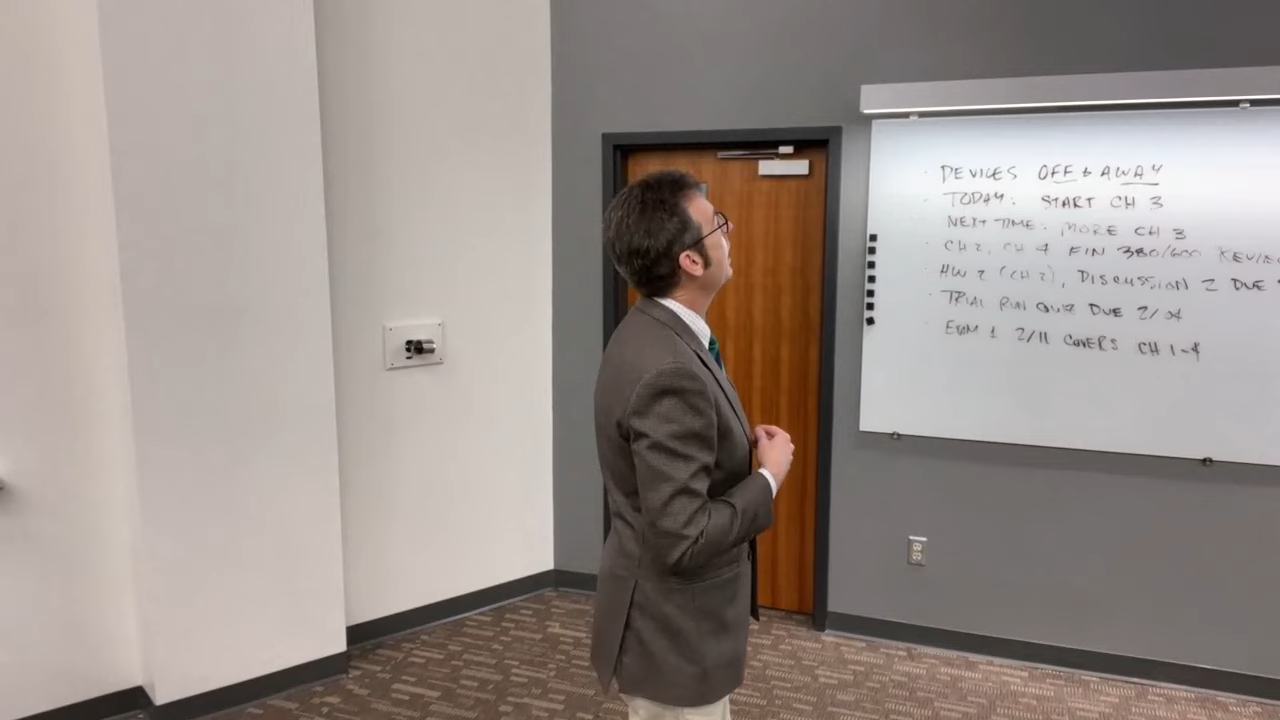 · DEVICES OFF & AWAY
· TODAY: START CH 3
NEXT TIME: MORE CH 3
· CH 2, CH 4 FIN 380/600
· HW 2 (CH 2), DISCUSSION 2 DUE
· TRIAL RUN QUIZ DUE 2/04
· EXAM 1 2/11 COVERS CH 1-4